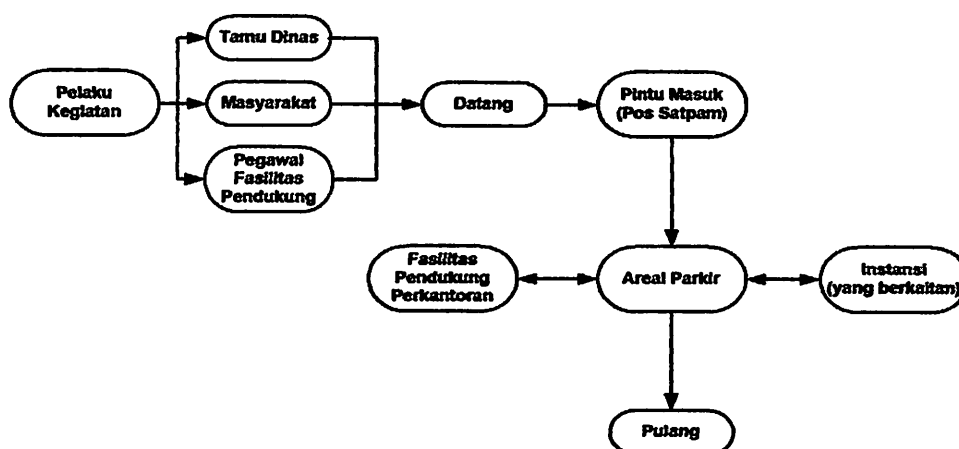 Tamu Dinas
Pelaku
Kegiatan
Masyarakat
Datang
Pintu Masuk
(Pos Satpam)
Pegawai
Fasilitas
Pendukung
Fasilitas
Pendukung
Perkantoran
Areal Parkir
Instansi
(yang berkaitan)
Pulang